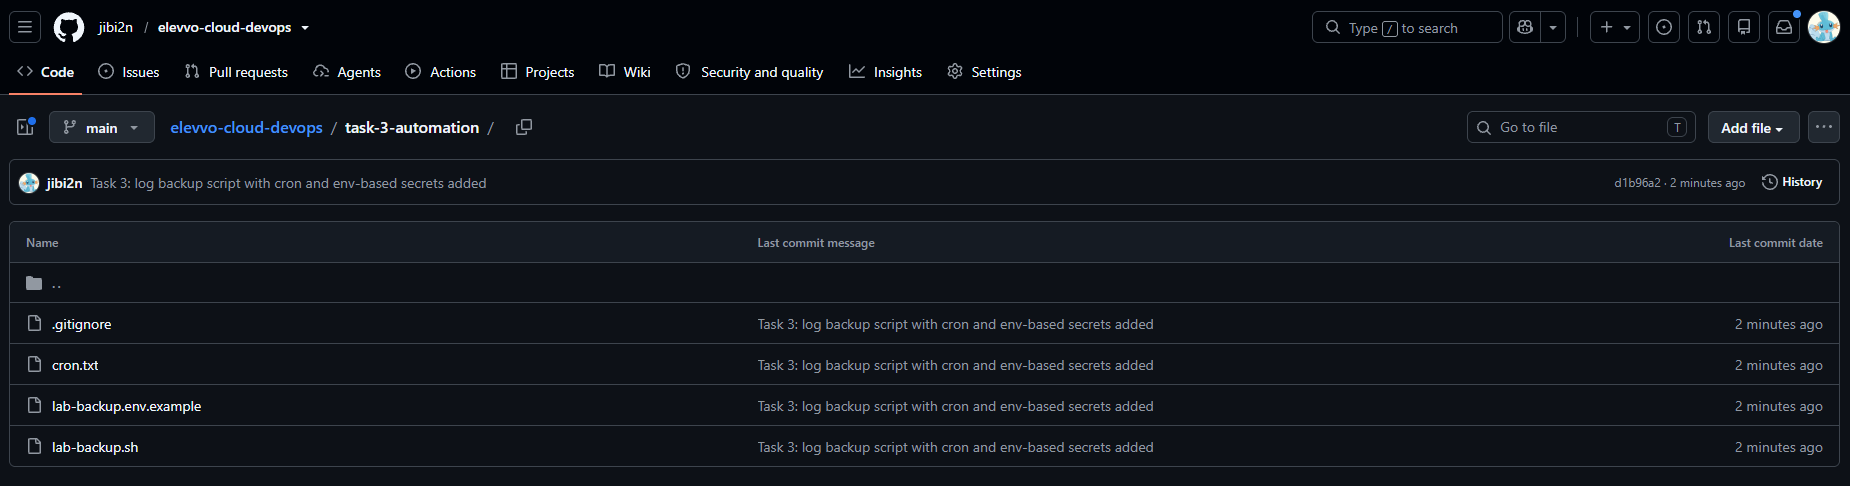 jibi2n / elevvo-cloud-devops
Type / to search
Code Issues Pull requests Agents Actions Projects Wiki Security and quality Insights Settings
main elevvo-cloud-devops / task-3-automation /
Go to file T Add file
jibi2n Task 3: log backup script with cron and env-based secrets added d1b96a2 · 2 minutes ago History
Name Last commit message Last commit date
..
.gitignore Task 3: log backup script with cron and env-based secrets added 2 minutes ago
cron.txt Task 3: log backup script with cron and env-based secrets added 2 minutes ago
lab-backup.env.example Task 3: log backup script with cron and env-based secrets added 2 minutes ago
lab-backup.sh Task 3: log backup script with cron and env-based secrets added 2 minutes ago